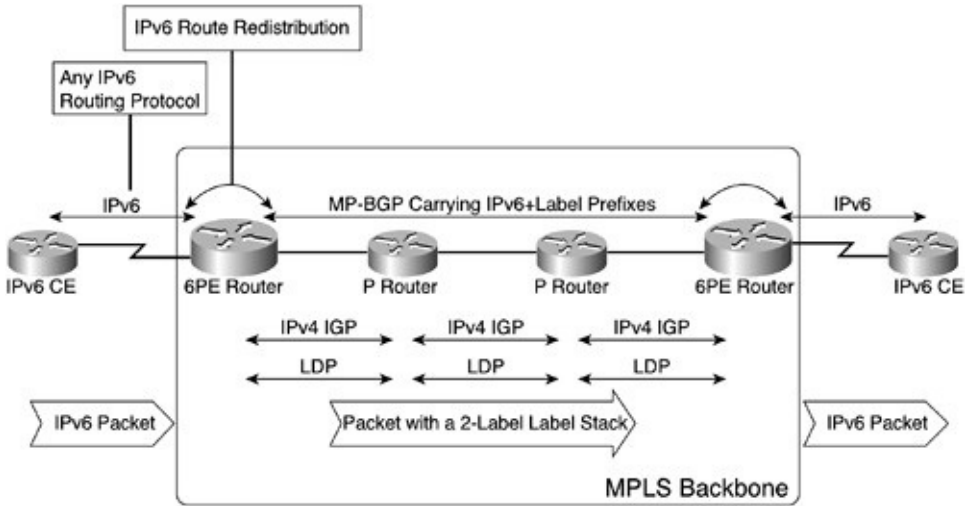 IPv6 Route Redistribution
Any IPv6
Routing Protocol
IPv6
MP-BGP Carrying IPv6+Label Prefixes
IPv6
IPv6 CE
6PE Router
P Router
P Router
6PE Router
IPv6 CE
IPv4 IGP
IPv4 IGP
IPv4 IGP
LDP
LDP
LDP
IPv6 Packet
Packet with a 2-Label Label Stack
IPv6 Packet
MPLS Backbone